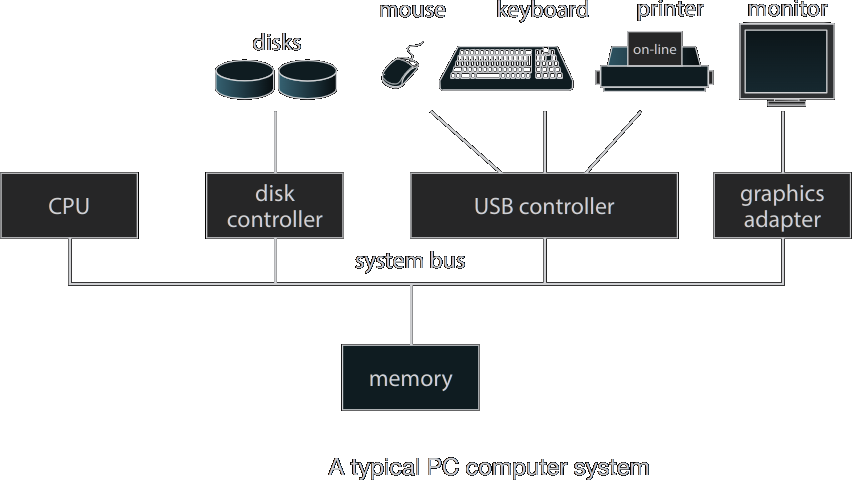 mouse
keyboard
printer
monitor
disks
on-line
CPU
disk
controller
USB controller
graphics
adapter
system bus
memory
A typical PC computer system